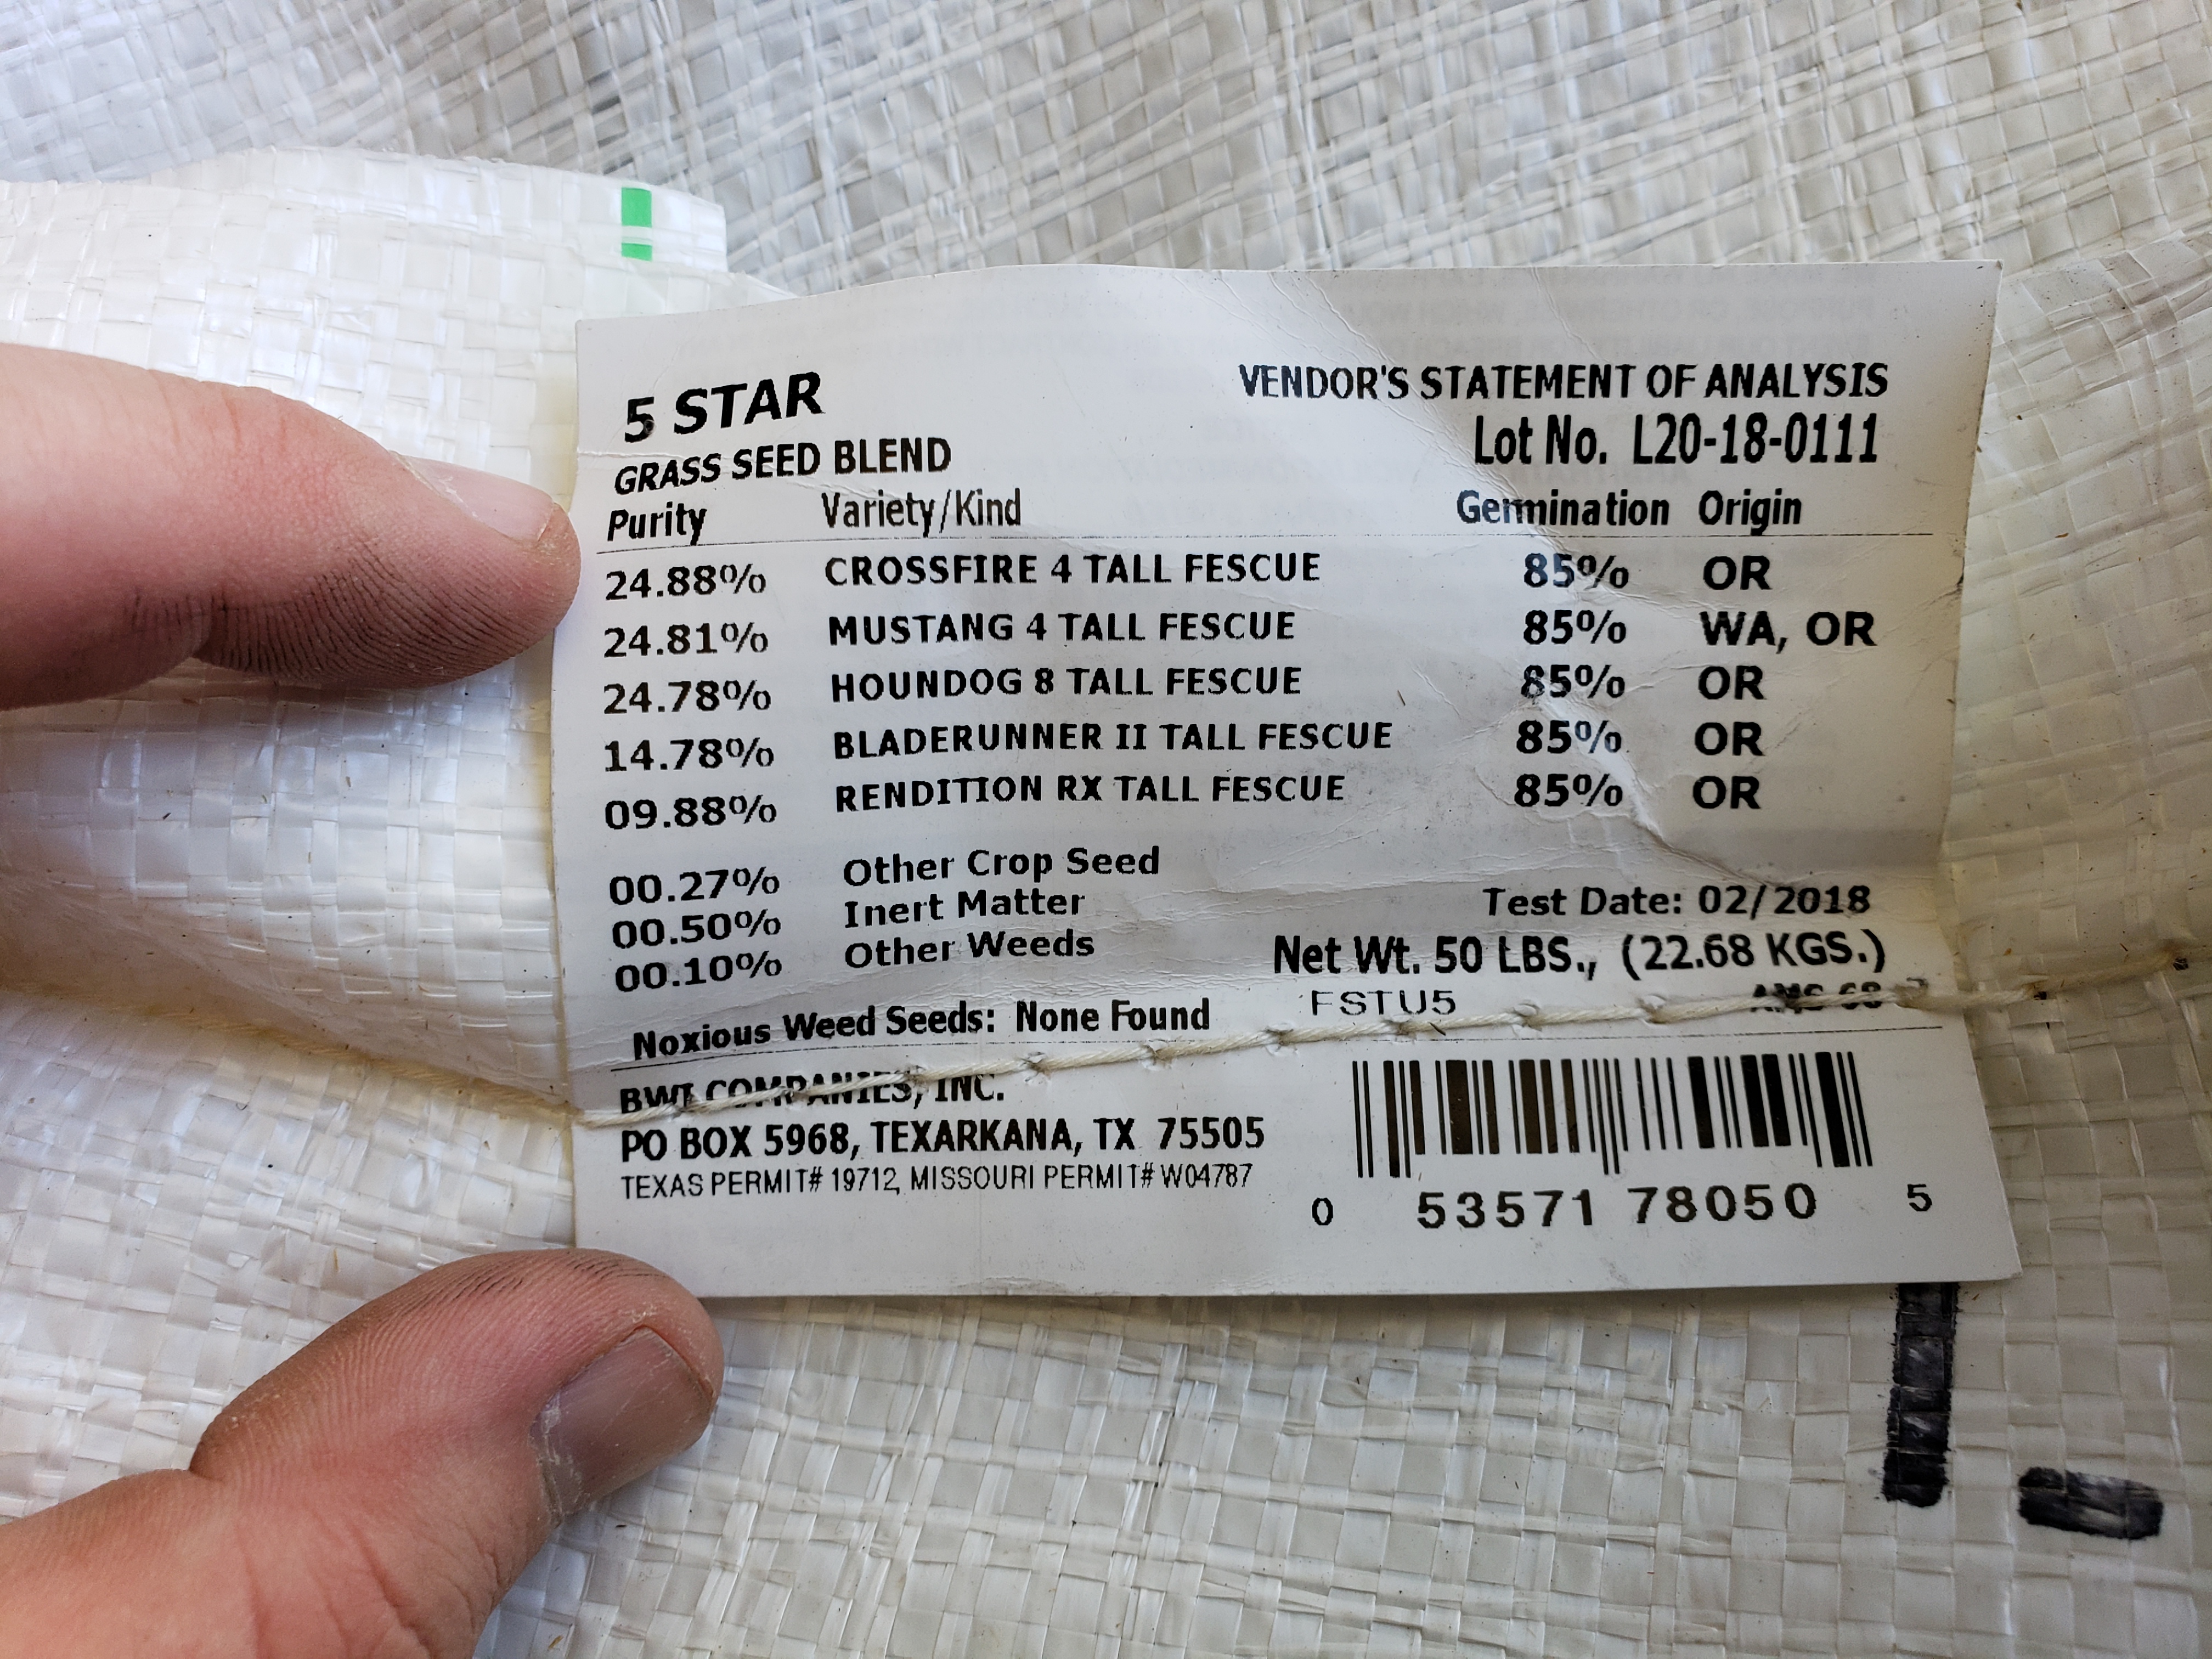 5 STAR
GRASS SEED BLEND
VENDOR'S STATEMENT OF ANALYSIS
Lot No. L20-18-0111
Purity Variety/Kind Germination Origin
24.88% CROSSFIRE 4 TALL FESCUE 85% OR
24.81% MUSTANG 4 TALL FESCUE 85% WA, OR
24.78% HOUNDOG 8 TALL FESCUE 85% OR
14.78% BLADERUNNER II TALL FESCUE 85% OR
09.88% RENDITION RX TALL FESCUE 85% OR
00.27% Other Crop Seed
00.50% Inert Matter
00.10% Other Weeds
Test Date: 02/2018
Net Wt. 50 LBS., (22.68 KGS.)
Noxious Weed Seeds: None Found
FSTU5 AMS 68
BWI COMPANIES, INC.
PO BOX 5968, TEXARKANA, TX 75505
TEXAS PERMIT# 19712, MISSOURI PERMIT# W04787
0 53571 78050 5